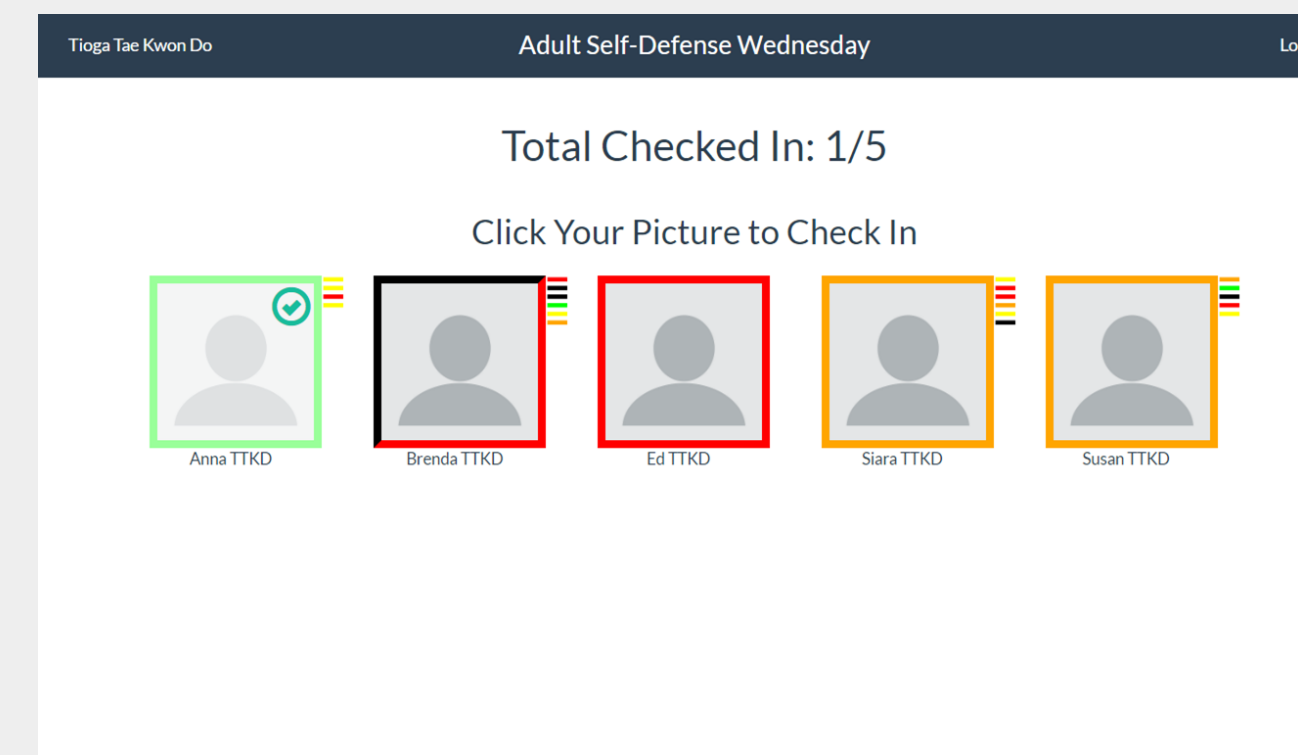 Tioga Tae Kwon Do Adult Self-Defense Wednesday Lo
Total Checked In: 1/5
Click Your Picture to Check In
Anna TTKD Brenda TTKD Ed TTKD Siara TTKD Susan TTKD